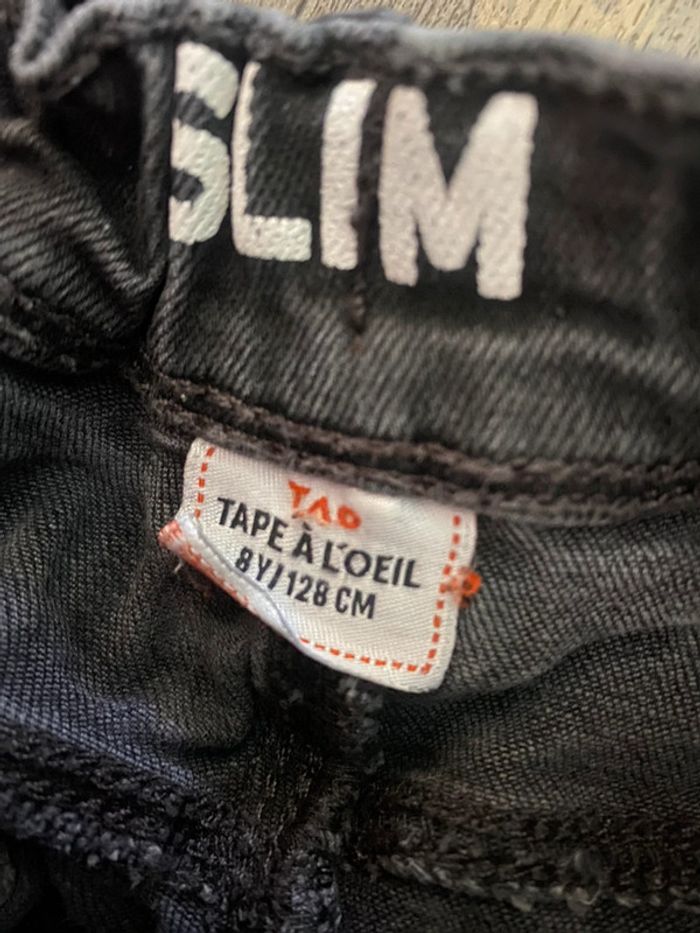 SLIM
TAO
TAPE À L'OEIL
8Y/128 CM